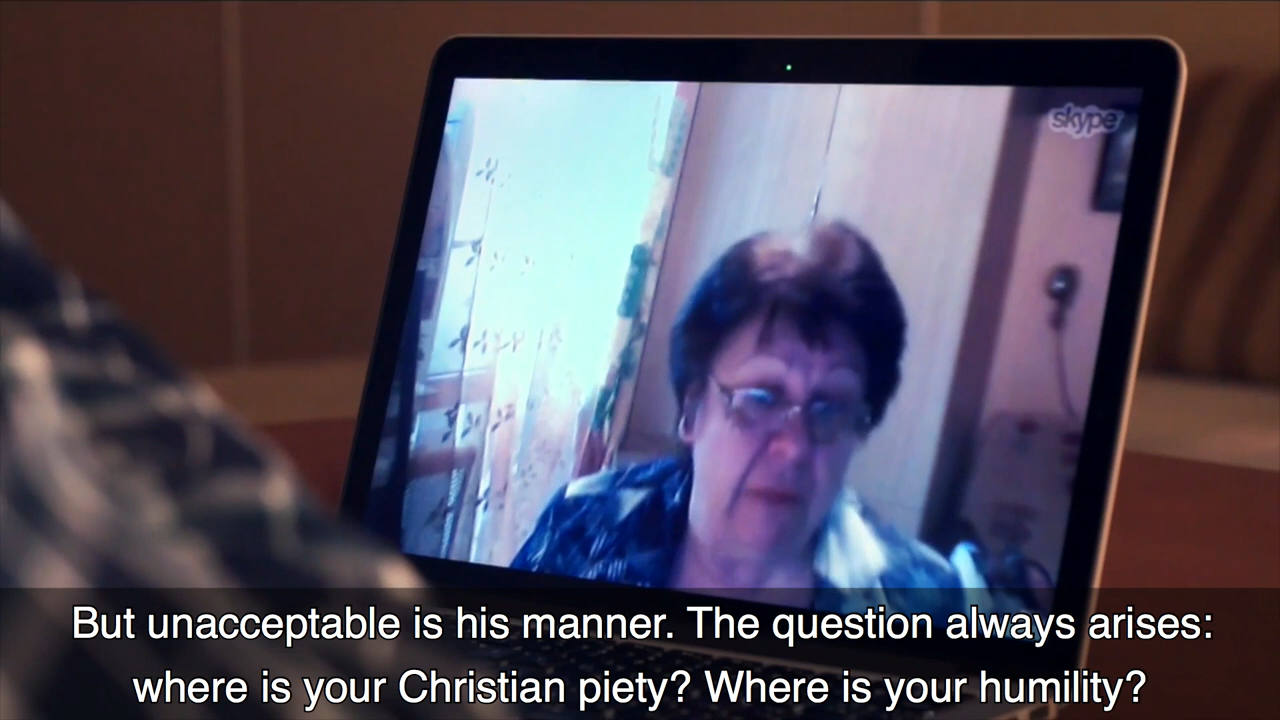 skype
But unacceptable is his manner. The question always arises:
where is your Christian piety? Where is your humility?